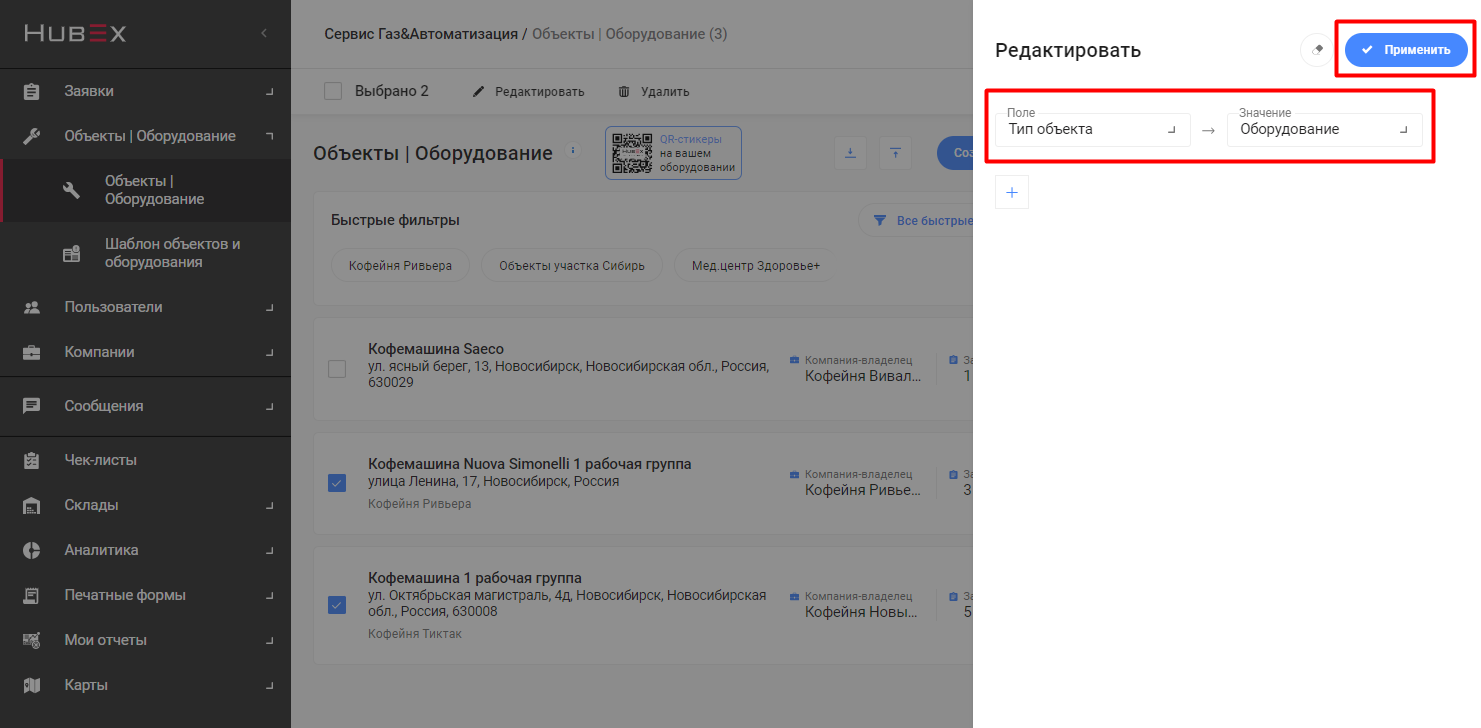 HUBEX
Заявки
Объекты | Оборудование
Объекты |
Оборудование
Шаблон объектов и
оборудования
Пользователи
Компании
Сообщения
Чек-листы
Склады
Аналитика
Печатные формы
Мои отчеты
Карты
Сервис Газ&Автоматизация / Объекты | Оборудование (3)
Выбрано 2
Редактировать
Удалить
Объекты | Оборудование
QR-стикеры
на вашем
оборудовании
HUBEX
Соз
Быстрые фильтры
Все быстрые
Кофейня Ривьера
Объекты участка Сибирь
Мед.центр Здоровье+
Кофемашина Saeco
ул. ясный берег, 13, Новосибирск, Новосибирская обл., Россия,
630029
Компания-владелец
Кофейня Вивал...
За
1
Кофемашина Nuova Simonelli 1 рабочая группа
улица Ленина, 17, Новосибирск, Россия
Кофейня Ривьера
Компания-владелец
Кофейня Ривье...
За
3
Кофемашина 1 рабочая группа
ул. Октябрьская магистраль, 4д, Новосибирск, Новосибирская
обл., Россия, 630008
Кофейня Тиктак
Компания-владелец
Кофейня Новы...
За
5
Редактировать
Применить
Поле
Тип объекта
→
Значение
Оборудование
+